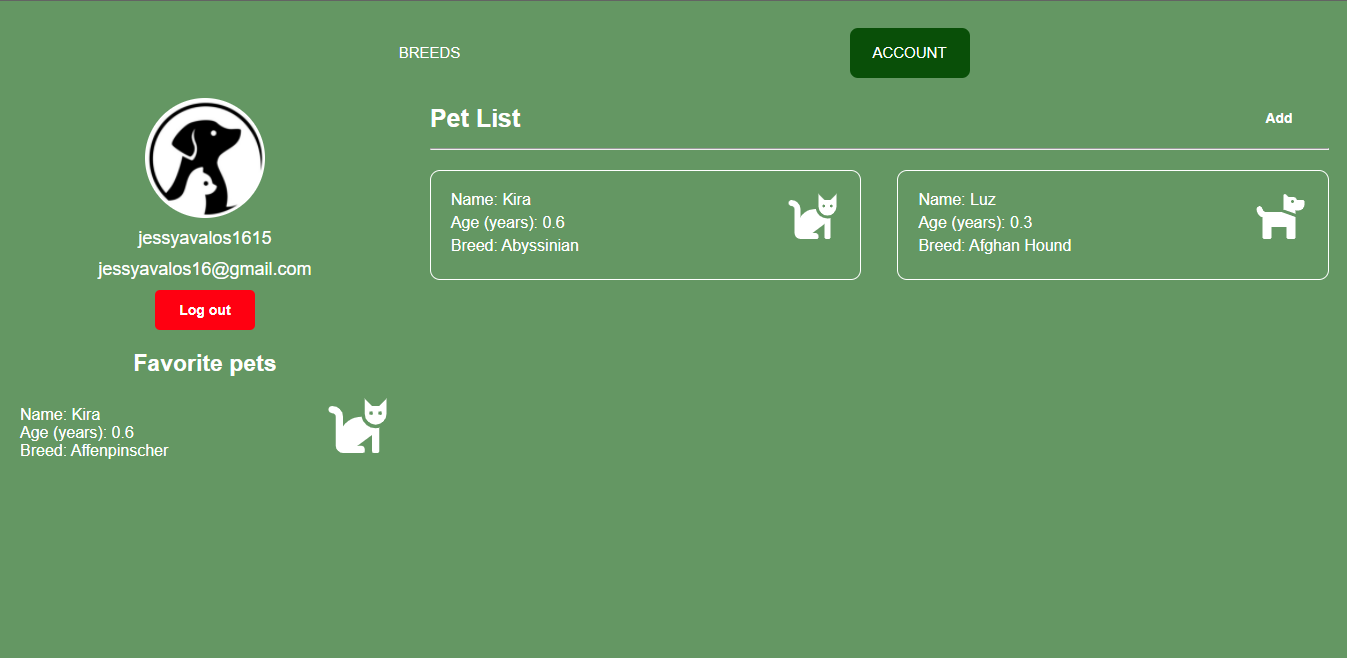 BREEDS
ACCOUNT
jessyavalos1615
jessyavalos16@gmail.com
Log out
Favorite pets
Name: Kira
Age (years): 0.6
Breed: Affenpinscher
Pet List
Add
Name: Kira
Age (years): 0.6
Breed: Abyssinian
Name: Luz
Age (years): 0.3
Breed: Afghan Hound